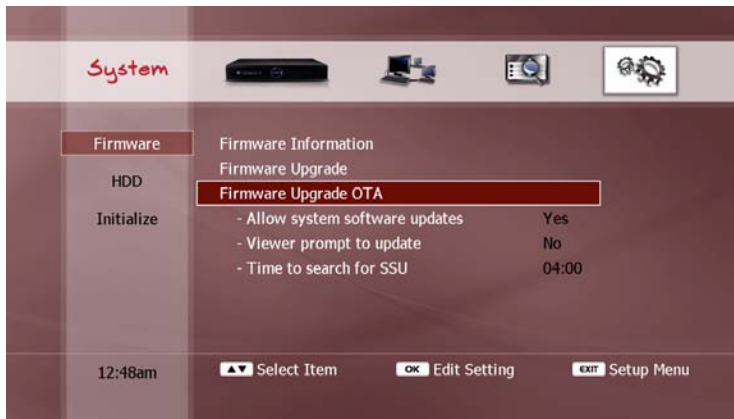 System
Firmware
HDD
Initialize
Firmware Information
Firmware Upgrade
Firmware Upgrade OTA
- Allow system software updates Yes
- Viewer prompt to update No
- Time to search for SSU 04:00
12:48am
▲▼ Select Item OK Edit Setting EXIT Setup Menu